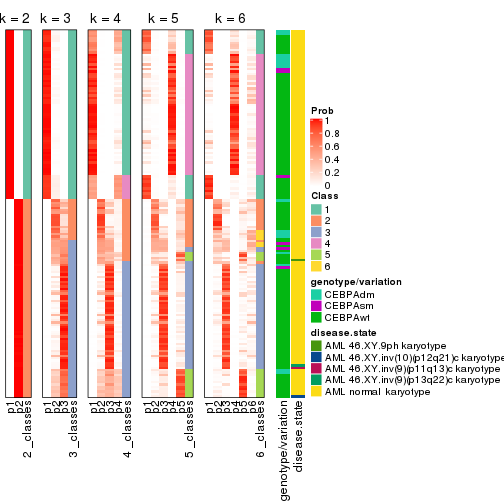 k = 2 k = 3 k = 4 k = 5 k = 6
Prob
1
0.8
0.6
0.4
0.2
0
Class
1
2
3
4
5
6
genotype/variation
CEBPAdm
CEBPAsm
CEBPAwt
disease.state
AML 46.XY.9ph karyotype
AML 46.XY.inv(10)(p12q21)c karyotype
AML 46.XY.inv(9)(p11q13)c karyotype
AML 46.XY.inv(9)(p13q22)c karyotype
AML normal karyotype
p1 p2 2_classes p1 p2 p3 3_classes p1 p2 p3 p4 4_classes p1 p2 p3 p4 p5 5_classes p1 p2 p3 p4 p5 p6 6_classes genotype/variation disease.state